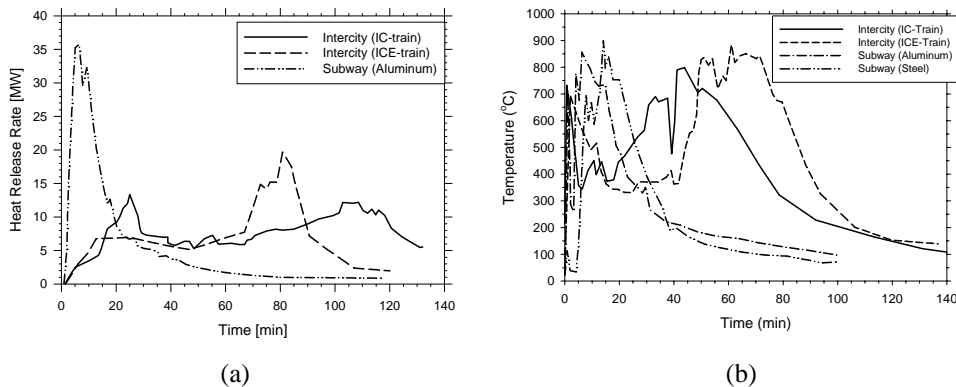 (a)
40
35
30
25
20
15
10
5
0
Heat Release Rate [MW]
Intercity (IC-train)
Intercity (ICE-train)
Subway (Aluminum)
0 20 40 60 80 100 120 140
Time [min]
(a)
1000
900
800
700
600
500
400
300
200
100
0
Temperature (°C)
Intercity (IC-Train)
Intercity (ICE-Train)
Subway (Aluminum)
Subway (Steel)
0 20 40 60 80 100 120 140
Time (min)
(b)
(b)